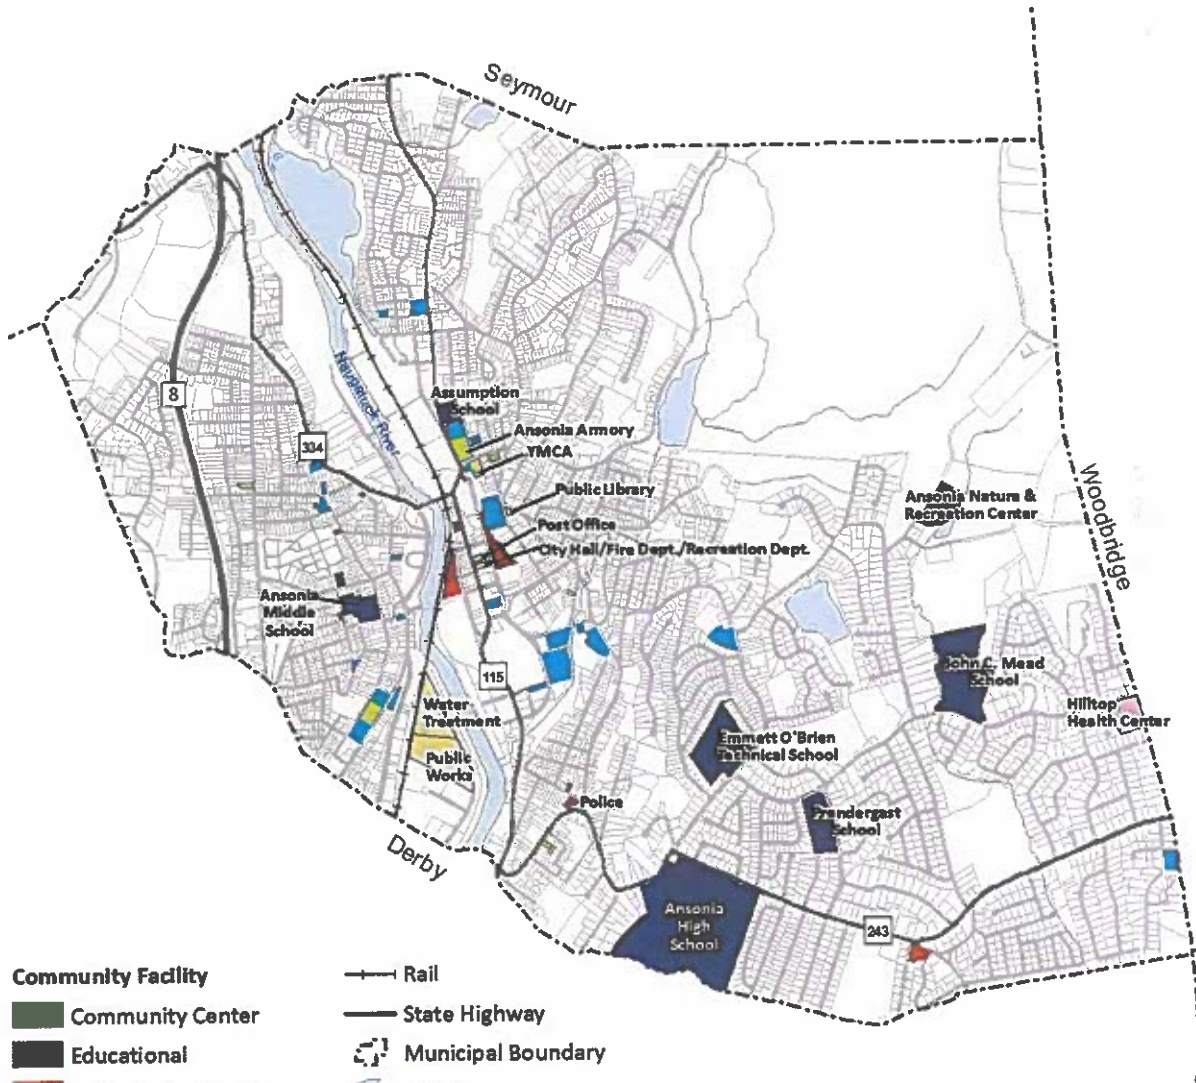 Seymour
8
Naugatuck River
334
Assumption
School
Ansonia Armory
YMCA
Public Library
Post Office
City Hall/Fire Dept./Recreation Dept.
Ansonia Nature &
Recreation Center
Woodbridge
Ansonia
Middle
School
115
John C. Mead
School
Hilltop
Health Center
Water
Treatment
Public
Works
Emmett O'Brien
Technical School
Police
Prendergast
School
Derby
Ansonia
High
School
243
Community Facility
Rail
Community Center
State Highway
Educational
Municipal Boundary